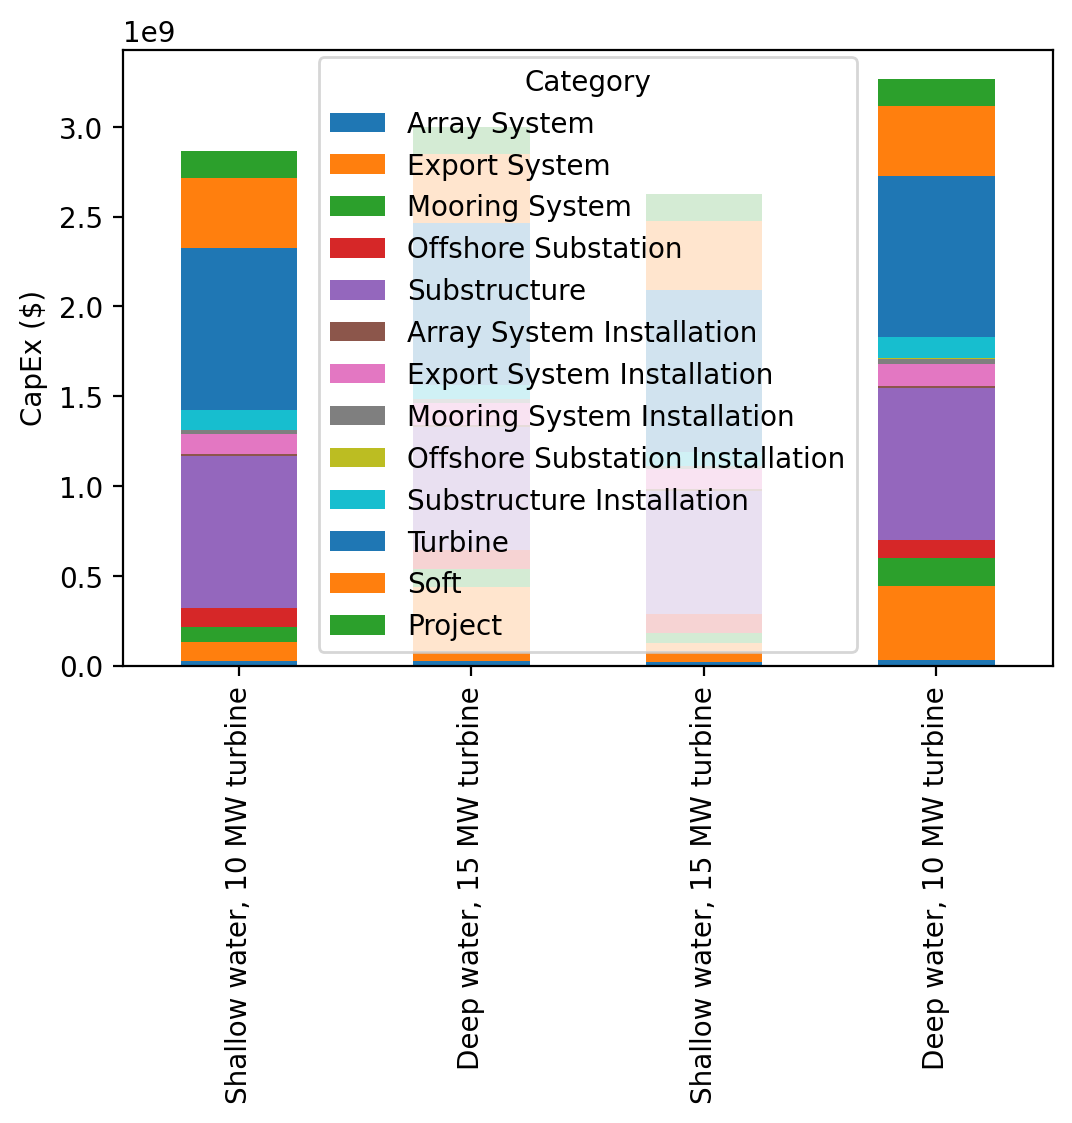 1e9
CapEx ($)
3.0
2.5
2.0
1.5
1.0
0.5
0.0
Category
Array System
Export System
Mooring System
Offshore Substation
Substructure
Array System Installation
Export System Installation
Mooring System Installation
Offshore Substation Installation
Substructure Installation
Turbine
Soft
Project
Shallow water, 10 MW turbine
Deep water, 15 MW turbine
Shallow water, 15 MW turbine
Deep water, 10 MW turbine